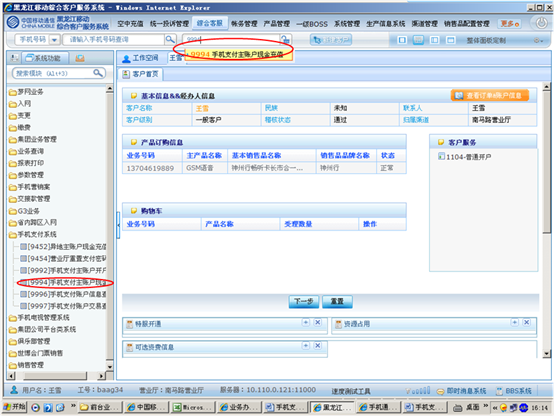 黑龙江移动综合客户服务系统 - Windows Internet Explorer
中国移动通信
CHINA MOBILE
黑龙江移动
综合客户服务系统
空中充值 统一投诉管理 综合客服 帐务管理 产品管理 一级BOSS 系统管理 生产信息系统 渠道管理 销售品配置管理 更多
手机号码 请输入手机号码查询 9994 整体面板定制
9994 手机支付主账户现金充值
系统功能
工作空间 王雪
搜索模块 (Alt+3)
客户首页
梦网业务
入网
变更
缴费
集团业务管理
业务查询
报表打印
参数管理
手机营销案
交接款管理
G3业务
省内跨区入网
手机支付系统
[9452]异地主账户现金充值
[9454]营业厅重置支付密码
[9992]手机支付主账户开户
[9994]手机支付主账户现金
[9996]手机支付账户信息查
[9997]手机支付账户交易查
手机电视管理系统
集团公司平台类系统
俱乐部管理
世博会门票销售
销售管理
基本信息&&经办人信息
查看订单&账户信息
客户名称 王雪 民族 未知 联系人 王雪
客户级别 一般客户 稽核状态 通过 归属渠道 南马路营业厅
产品订购信息
业务号码 主产品名称 基本销售品名称 销售品品牌名称 状态
13704619889 GSM语音 神州行畅听卡长市合一... 神州行 正常
客户服务
1104-普通开户
购物车
业务号码 产品名称 受理数量 操作
下一步 重置
特服开通
资源占用
可选资费信息
用户名：王雪 工号：baag34 营业厅：南马路营业厅 服务器：10.110.0.121:11000 速度测试工具 即时消息系统 BBS系统
开始 前台业... 中国移... Micros... 业务办... 手机支... 黑龙江... 手机通... 手机支... 桌面 16:14